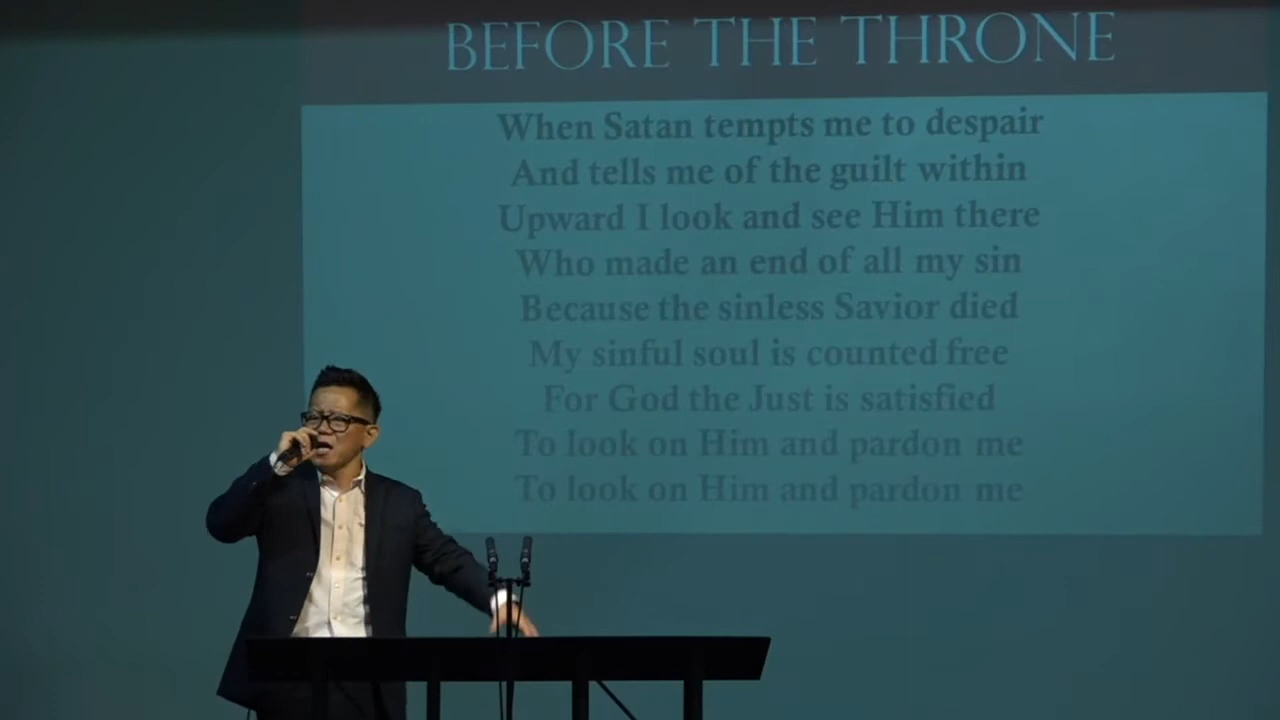 BEFORE THE THRONE
When Satan tempts me to despair
And tells me of the guilt within
Upward I look and see Him there
Who made an end of all my sin
Because the sinless Savior died
My sinful soul is counted free
For God the Just is satisfied
To look on Him and pardon me
To look on Him and pardon me